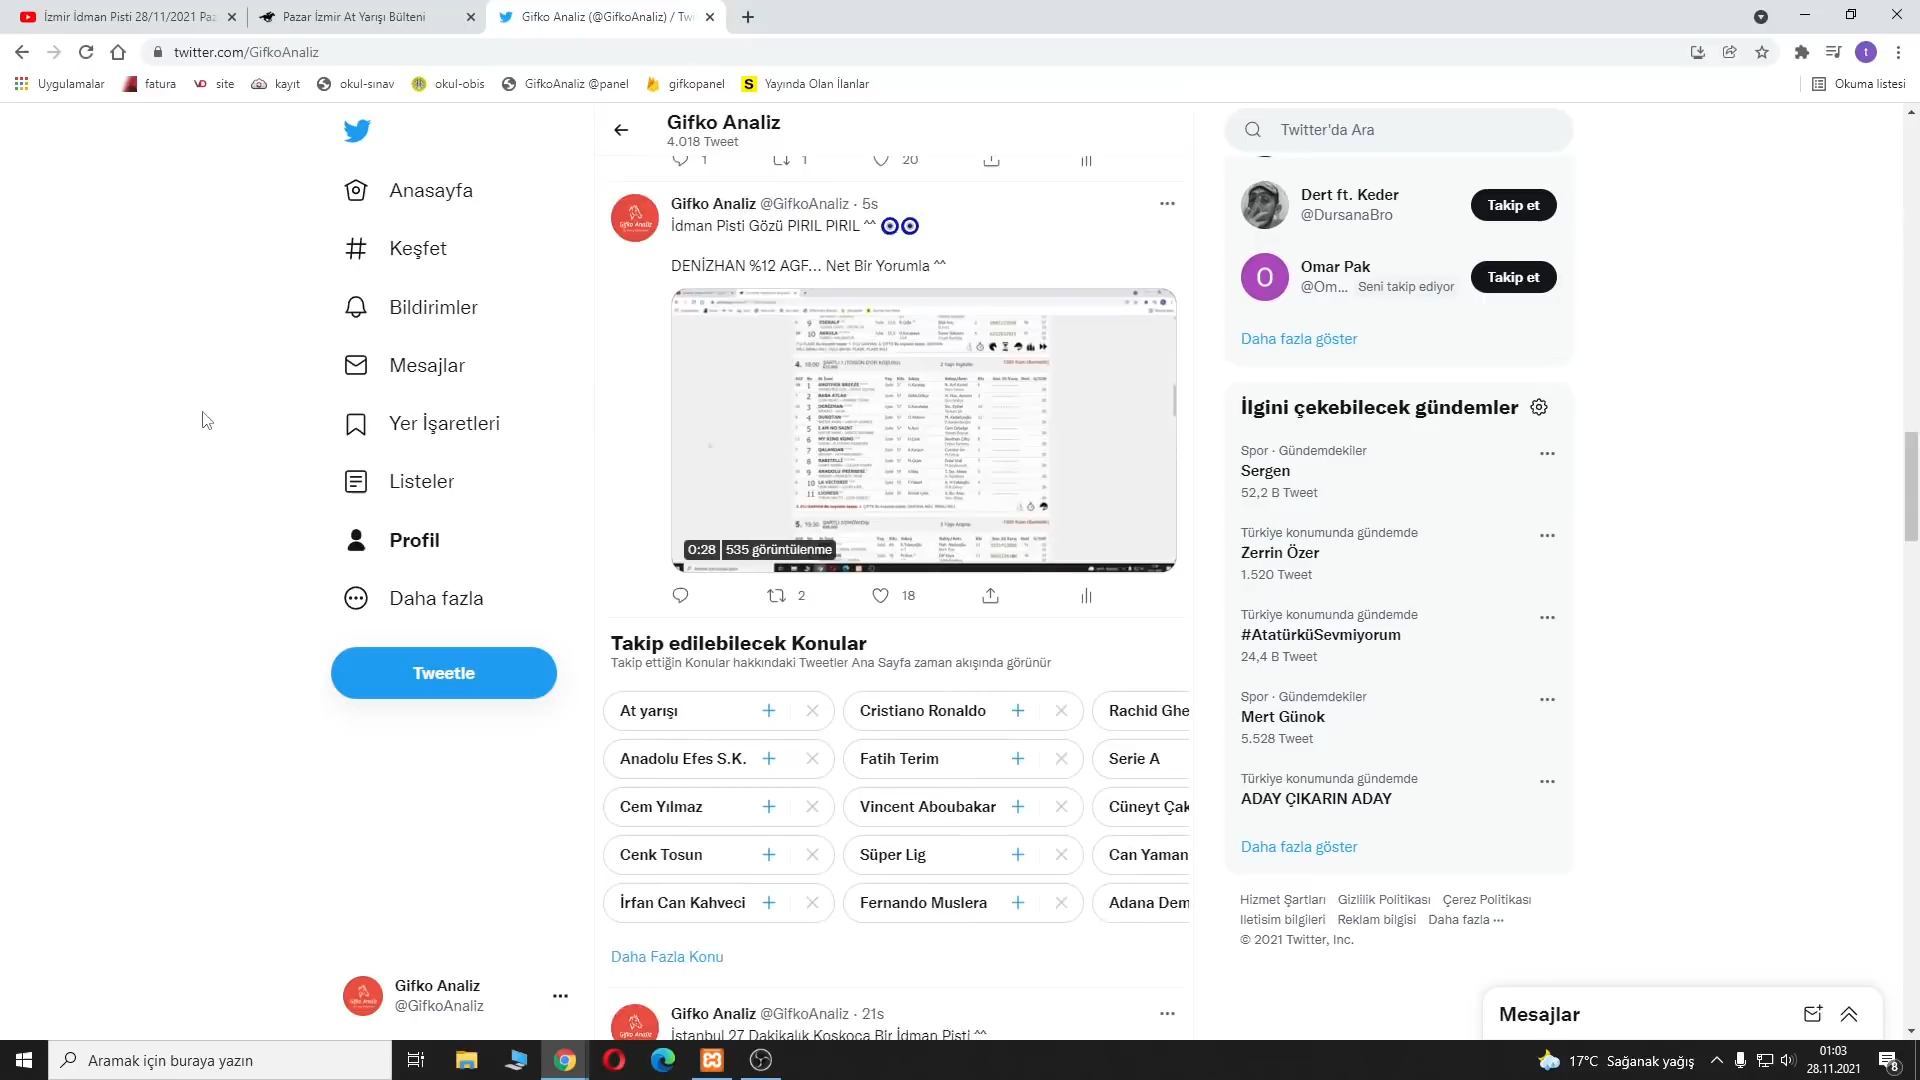 İzmir İdman Pisti 28/11/2021 Paz
Pazar İzmir At Yarışı Bülteni
Gifko Analiz (@GifkoAnaliz) / Twi
twitter.com/GifkoAnaliz
t
Uygulamalar
fatura
site
kayıt
okul-sınav
okul-obis
GifkoAnaliz @panel
gifkopanel
Yayında Olan İlanlar
Okuma listesi
Anasayfa
Keşfet
Bildirimler
Mesajlar
Yer İşaretleri
Listeler
Profil
Daha fazla
Tweetle
Gifko Analiz
@GifkoAnaliz
Gifko Analiz
4.018 Tweet
1 1 20
Gifko Analiz @GifkoAnaliz · 5s
İdman Pisti Gözü PIRIL PIRIL ^^
DENİZHAN %12 AGF... Net Bir Yorumla ^^
0:28 535 görüntülenme
2 18
Takip edilebilecek Konular
Takip ettiğin Konular hakkındaki Tweetler Ana Sayfa zaman akışında görünür
At yarışı
Cristiano Ronaldo
Rachid Ghe
Anadolu Efes S.K.
Fatih Terim
Serie A
Cem Yılmaz
Vincent Aboubakar
Cüneyt Çak
Cenk Tosun
Süper Lig
Can Yaman
İrfan Can Kahveci
Fernando Muslera
Adana Dem
Daha Fazla Konu
Gifko Analiz @GifkoAnaliz · 21s
İstanbul 27 Dakikalık Koskoca Bir İdman Pisti ^^
Twitter'da Ara
Dert ft. Keder
@DursanaBro
Takip et
O
Omar Pak
@Om... Seni takip ediyor
Takip et
Daha fazla göster
İlgini çekebilecek gündemler
Spor · Gündemdekiler
Sergen
52,2 B Tweet
Türkiye konumunda gündemde
Zerrin Özer
1.520 Tweet
Türkiye konumunda gündemde
#AtatürküSevmiyorum
24,4 B Tweet
Spor · Gündemdekiler
Mert Günok
5.528 Tweet
Türkiye konumunda gündemde
ADAY ÇIKARIN ADAY
Daha fazla göster
Hizmet Şartları Gizlilik Politikası Çerez Politikası
İletişim bilgileri Reklam bilgisi Daha fazla ···
© 2021 Twitter, Inc.
Mesajlar
Aramak için buraya yazın
17°C Sağanak yağış
01:03
28.11.2021
8